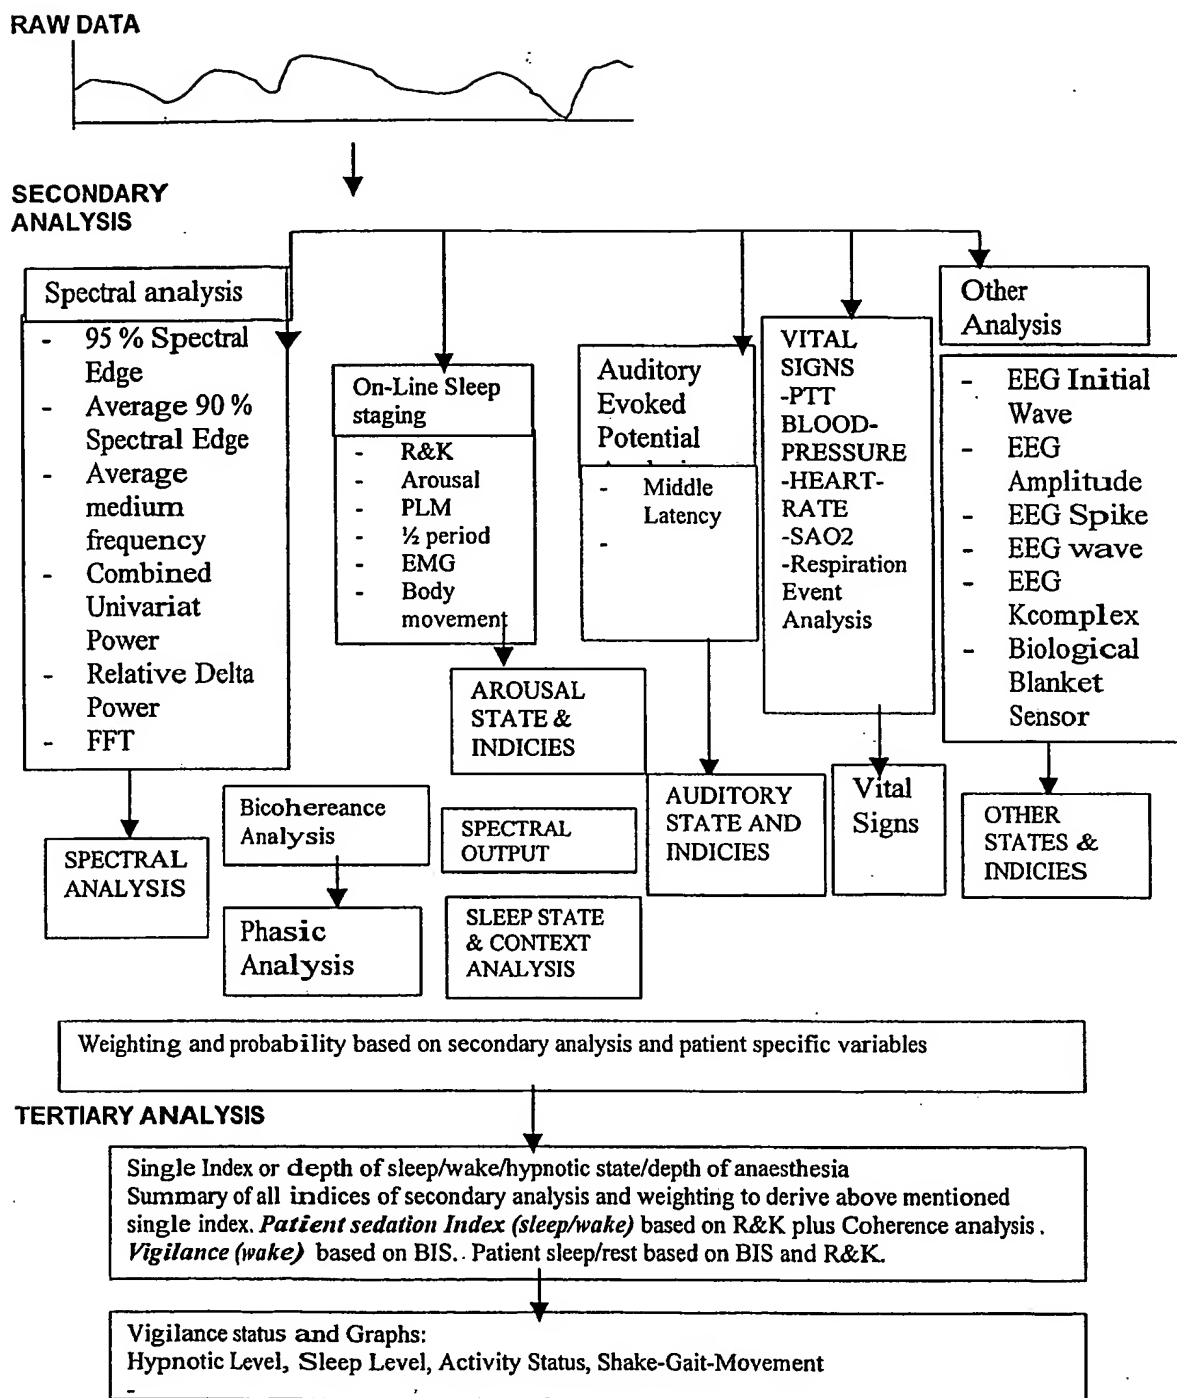 RAW DATA
SECONDARY
ANALYSIS
Spectral analysis
- 95 % Spectral
Edge
- Average 90 %
Spectral Edge
- Average
medium
frequency
- Combined
Univariat
Power
- Relative Delta
Power
- FFT
On-Line Sleep
staging
- R&K
- Arousal
- PLM
- ½ period
- EMG
- Body
movement
Auditory
Evoked
Potential
- Middle
Latency
-
VITAL
SIGNS
-PTT
BLOOD-
PRESSURE
-HEART-
RATE
-SAO2
-Respiration
Event
Analysis
Other
Analysis
- EEG Initial
Wave
- EEG
Amplitude
- EEG Spike
- EEG wave
- EEG
Kcomplex
- Biological
Blanket
Sensor
AROUSAL
STATE &
INDICIES
SPECTRAL
ANALYSIS
Bicohereance
Analysis
SPECTRAL
OUTPUT
AUDITORY
STATE AND
INDICIES
Vital
Signs
OTHER
STATES &
INDICIES
Phasic
Analysis
SLEEP STATE
& CONTEXT
ANALYSIS
Weighting and probability based on secondary analysis and patient specific variables
TERTIARY ANALYSIS
Single Index or depth of sleep/wake/hypnotic state/depth of anaesthesia
Summary of all indices of secondary analysis and weighting to derive above mentioned
single index. Patient sedation Index (sleep/wake) based on R&K plus Coherence analysis.
Vigilance (wake) based on BIS.. Patient sleep/rest based on BIS and R&K.
Vigilance status and Graphs:
Hypnotic Level, Sleep Level, Activity Status, Shake-Gait-Movement
-